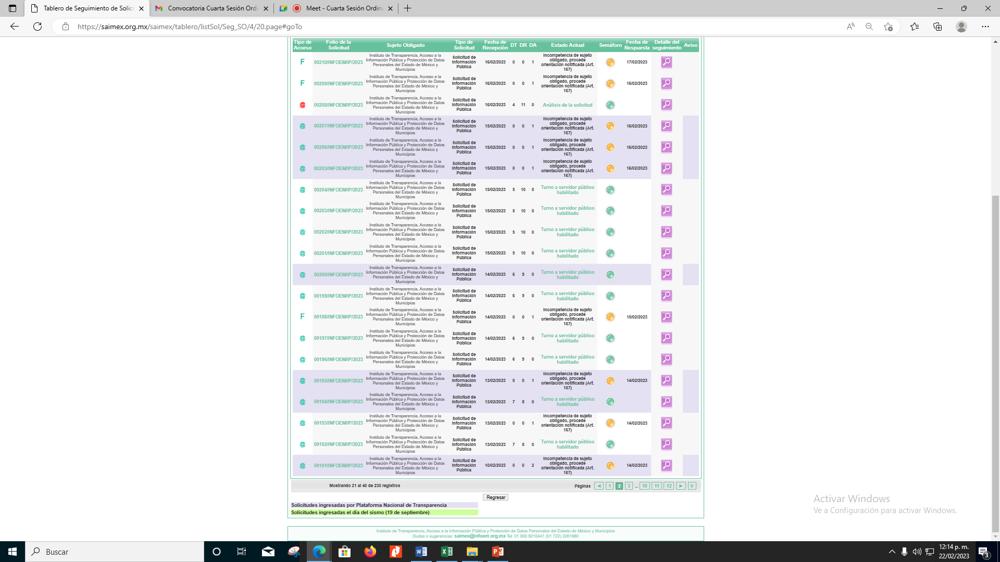 Tablero de Seguimiento de Solici
Convocatoria Cuarta Sesión Ordi
Meet - Cuarta Sesión Ordina
https://saimex.org.mx/saimex/tablero/listSol/Seg_SO/4/20.page#goTo
Tipo de Acceso Folio de la Solicitud Sujeto Obligado Tipo de Solicitud Fecha de Recepción DT DR DA Estado Actual Semáforo Fecha de Respuesta Detalle del seguimiento Aviso
F 00210/INFOEM/IP/2023 Instituto de Transparencia, Acceso a la Información Pública y Protección de Datos Personales del Estado de México y Municipios Solicitud de Información Pública 16/02/2023 0 0 1 Incompetencia de sujeto obligado, procede orientación notificada (Art. 167) 17/02/2023
F 00209/INFOEM/IP/2023 Instituto de Transparencia, Acceso a la Información Pública y Protección de Datos Personales del Estado de México y Municipios Solicitud de Información Pública 16/02/2023 0 0 1 Incompetencia de sujeto obligado, procede orientación notificada (Art. 167) 16/02/2023
@ 00208/INFOEM/IP/2023 Instituto de Transparencia, Acceso a la Información Pública y Protección de Datos Personales del Estado de México y Municipios Solicitud de Información Pública 16/02/2023 4 11 0 Análisis de la solicitud
@ 00207/INFOEM/IP/2023 Instituto de Transparencia, Acceso a la Información Pública y Protección de Datos Personales del Estado de México y Municipios Solicitud de Información Pública 15/02/2023 0 0 1 Incompetencia de sujeto obligado, procede orientación notificada (Art. 167) 16/02/2023
@ 00206/INFOEM/IP/2023 Instituto de Transparencia, Acceso a la Información Pública y Protección de Datos Personales del Estado de México y Municipios Solicitud de Información Pública 15/02/2023 0 0 1 Incompetencia de sujeto obligado, procede orientación notificada (Art. 167) 16/02/2023
@ 00205/INFOEM/IP/2023 Instituto de Transparencia, Acceso a la Información Pública y Protección de Datos Personales del Estado de México y Municipios Solicitud de Información Pública 15/02/2023 0 0 1 Incompetencia de sujeto obligado, procede orientación notificada (Art. 167) 16/02/2023
@ 00204/INFOEM/IP/2023 Instituto de Transparencia, Acceso a la Información Pública y Protección de Datos Personales del Estado de México y Municipios Solicitud de Información Pública 15/02/2023 5 10 0 Turno a servidor público habilitado
@ 00203/INFOEM/IP/2023 Instituto de Transparencia, Acceso a la Información Pública y Protección de Datos Personales del Estado de México y Municipios Solicitud de Información Pública 15/02/2023 5 10 0 Turno a servidor público habilitado
@ 00202/INFOEM/IP/2023 Instituto de Transparencia, Acceso a la Información Pública y Protección de Datos Personales del Estado de México y Municipios Solicitud de Información Pública 15/02/2023 5 10 0 Turno a servidor público habilitado
@ 00201/INFOEM/IP/2023 Instituto de Transparencia, Acceso a la Información Pública y Protección de Datos Personales del Estado de México y Municipios Solicitud de Información Pública 15/02/2023 5 10 0 Turno a servidor público habilitado
@ 00200/INFOEM/IP/2023 Instituto de Transparencia, Acceso a la Información Pública y Protección de Datos Personales del Estado de México y Municipios Solicitud de Información Pública 14/02/2023 6 9 0 Turno a servidor público habilitado
@ 00199/INFOEM/IP/2023 Instituto de Transparencia, Acceso a la Información Pública y Protección de Datos Personales del Estado de México y Municipios Solicitud de Información Pública 14/02/2023 6 9 0 Turno a servidor público habilitado
F 00198/INFOEM/IP/2023 Instituto de Transparencia, Acceso a la Información Pública y Protección de Datos Personales del Estado de México y Municipios Solicitud de Información Pública 14/02/2023 0 0 1 Incompetencia de sujeto obligado, procede orientación notificada (Art. 167) 15/02/2023
@ 00197/INFOEM/IP/2023 Instituto de Transparencia, Acceso a la Información Pública y Protección de Datos Personales del Estado de México y Municipios Solicitud de Información Pública 14/02/2023 6 9 0 Turno a servidor público habilitado
@ 00196/INFOEM/IP/2023 Instituto de Transparencia, Acceso a la Información Pública y Protección de Datos Personales del Estado de México y Municipios Solicitud de Información Pública 14/02/2023 6 9 0 Turno a servidor público habilitado
@ 00195/INFOEM/IP/2023 Instituto de Transparencia, Acceso a la Información Pública y Protección de Datos Personales del Estado de México y Municipios Solicitud de Información Pública 13/02/2023 0 0 1 Incompetencia de sujeto obligado, procede orientación notificada (Art. 167) 14/02/2023
@ 00194/INFOEM/IP/2023 Instituto de Transparencia, Acceso a la Información Pública y Protección de Datos Personales del Estado de México y Municipios Solicitud de Información Pública 13/02/2023 7 8 0 Turno a servidor público habilitado
@ 00193/INFOEM/IP/2023 Instituto de Transparencia, Acceso a la Información Pública y Protección de Datos Personales del Estado de México y Municipios Solicitud de Información Pública 13/02/2023 0 0 1 Incompetencia de sujeto obligado, procede orientación notificada (Art. 167) 14/02/2023
@ 00192/INFOEM/IP/2023 Instituto de Transparencia, Acceso a la Información Pública y Protección de Datos Personales del Estado de México y Municipios Solicitud de Información Pública 13/02/2023 7 8 0 Turno a servidor público habilitado
@ 00191/INFOEM/IP/2023 Instituto de Transparencia, Acceso a la Información Pública y Protección de Datos Personales del Estado de México y Municipios Solicitud de Información Pública 10/02/2023 0 0 2 Incompetencia de sujeto obligado, procede orientación notificada (Art. 167) 14/02/2023
Mostrando 21 al 40 de 230 registros Páginas ◄ 1 2 3 ... 10 11 12 ► Ir
Regresar
Solicitudes ingresadas por Plataforma Nacional de Transparencia
Solicitudes ingresadas el día del sismo (19 de septiembre)
Instituto de Transparencia, Acceso a la Información Pública y Protección de Datos Personales del Estado de México y Municipios
Dudas o sugerencias: saimex@infoem.org.mx Tel. 01 800 8210441 (01 722) 2261980
Activar Windows
Ve a Configuración para activar Windows.
Buscar
12:14 p. m.
22/02/2023
3